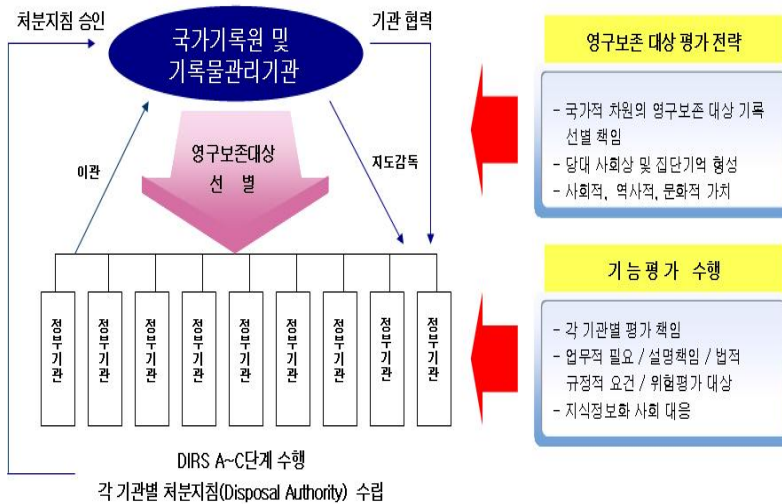 처분지침 승인
국가기록원 및
기록물관리기관
기관 협력
영구보존대상
선 별
이관
지도감독
정부기관
정부기관
정부기관
정부기관
정부기관
정부기관
정부기관
정부기관
정부기관
DIRS A~C단계 수행
각 기관별 처분지침(Disposal Authority) 수립
영구보존 대상 평가 전략
- 국가적 차원의 영구보존 대상 기록
선별 책임
- 당대 사회상 및 집단기억 형성
- 사회적, 역사적, 문화적 가치
기 능 평 가 수행
- 각 기관별 평가 책임
- 업무적 필요 / 설명책임 / 법적
규정적 요건 / 위험평가 대상
- 지식정보화 사회 대응